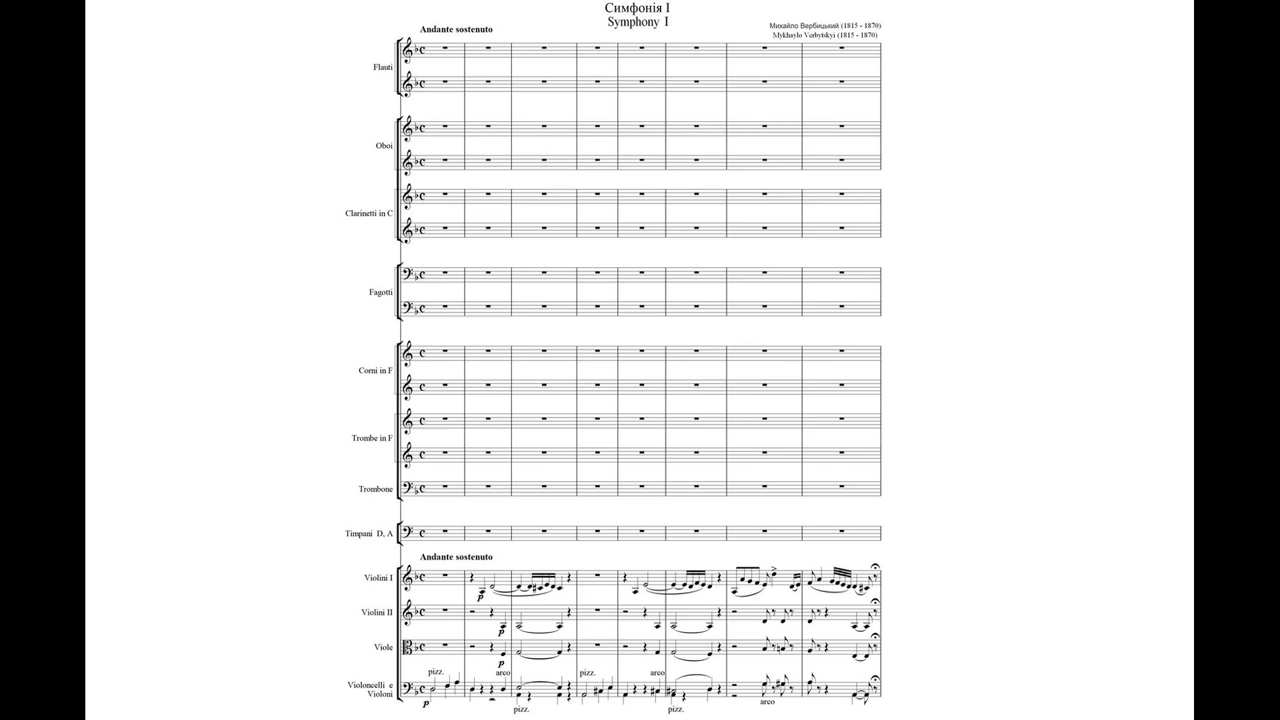 Симфонія I
Symphony I
Михайло Вербицький (1815 - 1870)
Mykhaylo Verbytskyi (1815 - 1870)
Andante sostenuto
Flauti
Oboi
Clarinetti in C
Fagotti
Corni in F
Trombe in F
Trombone
Timpani D, A
Andante sostenuto
Violini I
p
Violini II
p
Viole
p
pizz. arco pizz. arco
Violoncelli e
Violoni
p pizz. pizz. arco